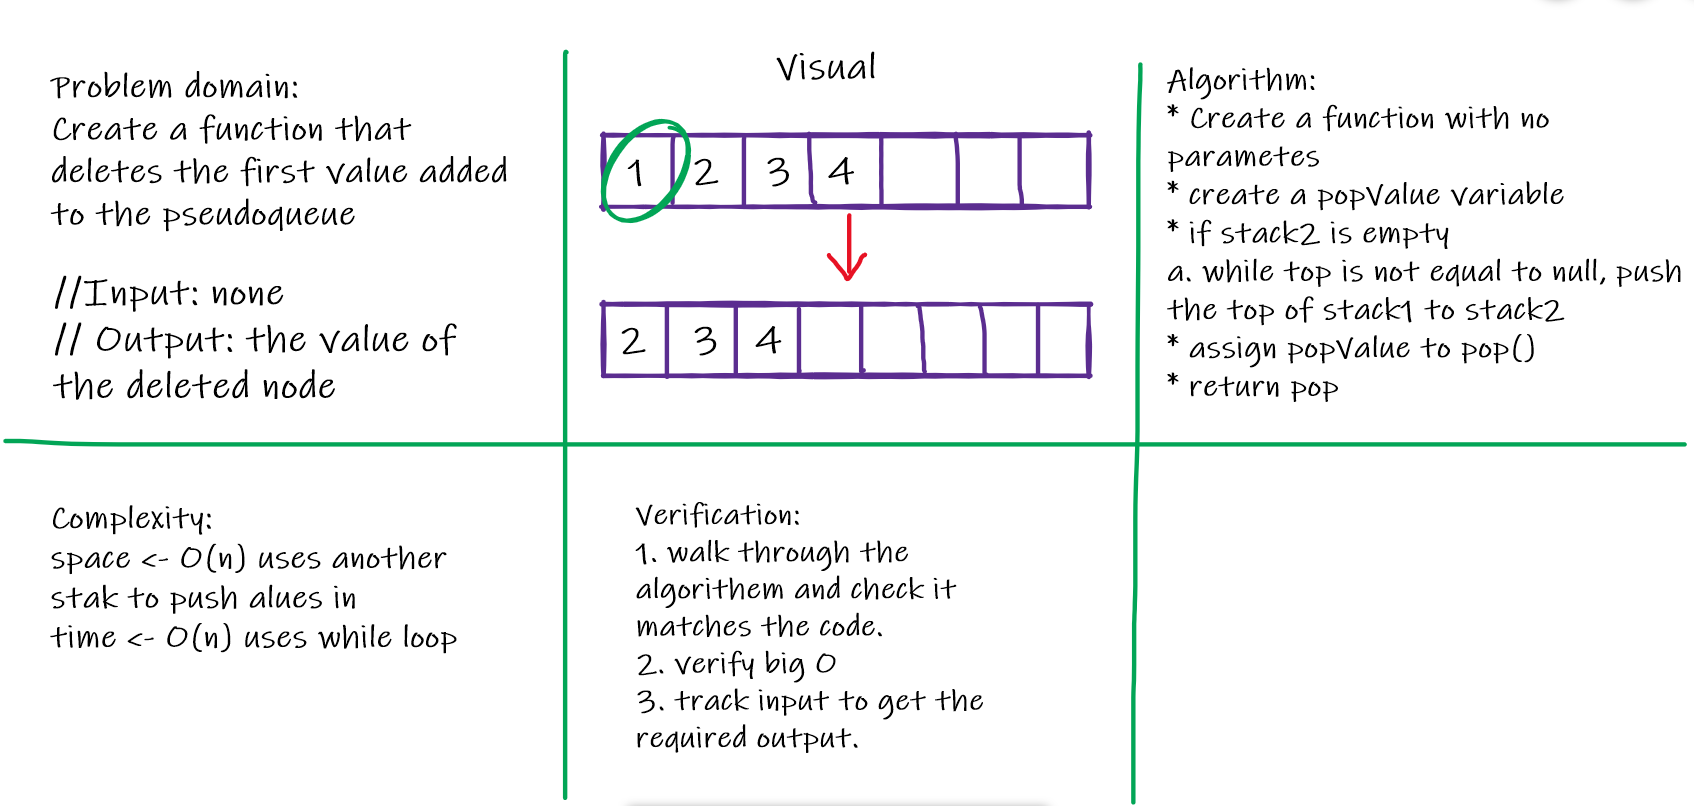 Problem domain:
Create a function that
deletes the first value added
to the pseudoqueue
//Input: none
// Output: the value of
the deleted node
Visual
1 2 3 4
2 3 4
Algorithm:
* Create a function with no
parametes
* create a popValue variable
* if stack2 is empty
a. while top is not equal to null, push
the top of stack1 to stack2
* assign popValue to pop()
* return pop
Complexity:
space <- O(n) uses another
stak to push alues in
time <- O(n) uses while loop
Verification:
1. walk through the
algorithem and check it
matches the code.
2. verify big O
3. track input to get the
required output.